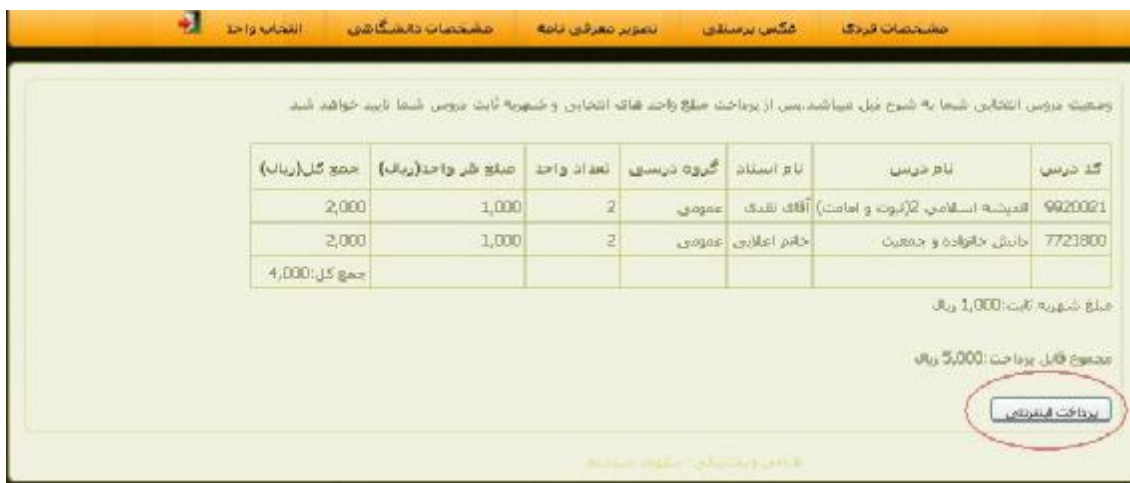 مشخصات فردی عکس پرسنلی تصویر معرفی نامه مشخصات دانشگاهی انتخاب واحد
وضعیت دروس انتخابی شما به شرح ذیل میباشد.پس از پرداخت مبلغ واحد های انتخابی و شهریه ثابت دروس شما تایید خواهد شد
کد درس نام درس نام استاد گروه درسی تعداد واحد مبلغ هر واحد(ریال) جمع کل(ریال)
9920021 اندیشه اسلامی 2(نبوت و امامت) آقای نقدی عمومی 2 1,000 2,000
7721800 دانش خانواده و جمعیت خانم اعلایی عمومی 2 1,000 2,000
جمع کل:4,000
مبلغ شهریه ثابت:1,000 ریال
مجموع قابل پرداخت:5,000 ریال
پرداخت اینترنتی
طراحی و پشتیبانی: